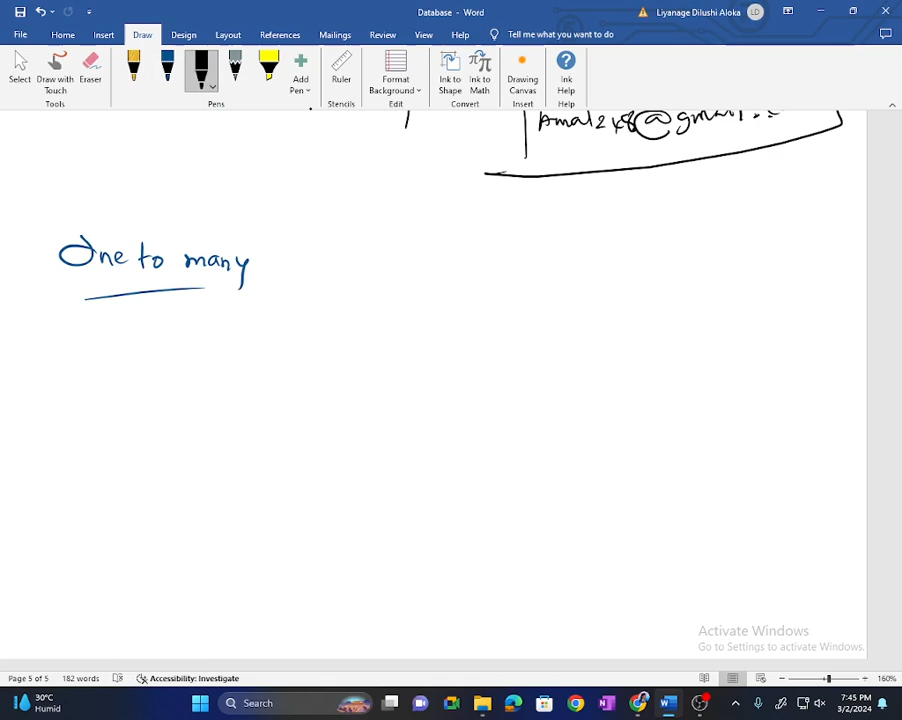 Database - Word
Liyanage Dilushi Aloka
LD
File
Home
Insert
Draw
Design
Layout
References
Mailings
Review
View
Help
Tell me what you want to do
Select
Draw with Touch
Eraser
Add Pen
Ruler
Format Background
Ink to Shape
Ink to Math
Drawing Canvas
Ink Help
Tools
Pens
Stencils
Edit
Convert
Insert
Help
One to many
Activate Windows
Go to Settings to activate Windows.
Page 5 of 5
182 words
Accessibility: Investigate
160%
30°C
Humid
Search
7:45 PM
3/2/2024